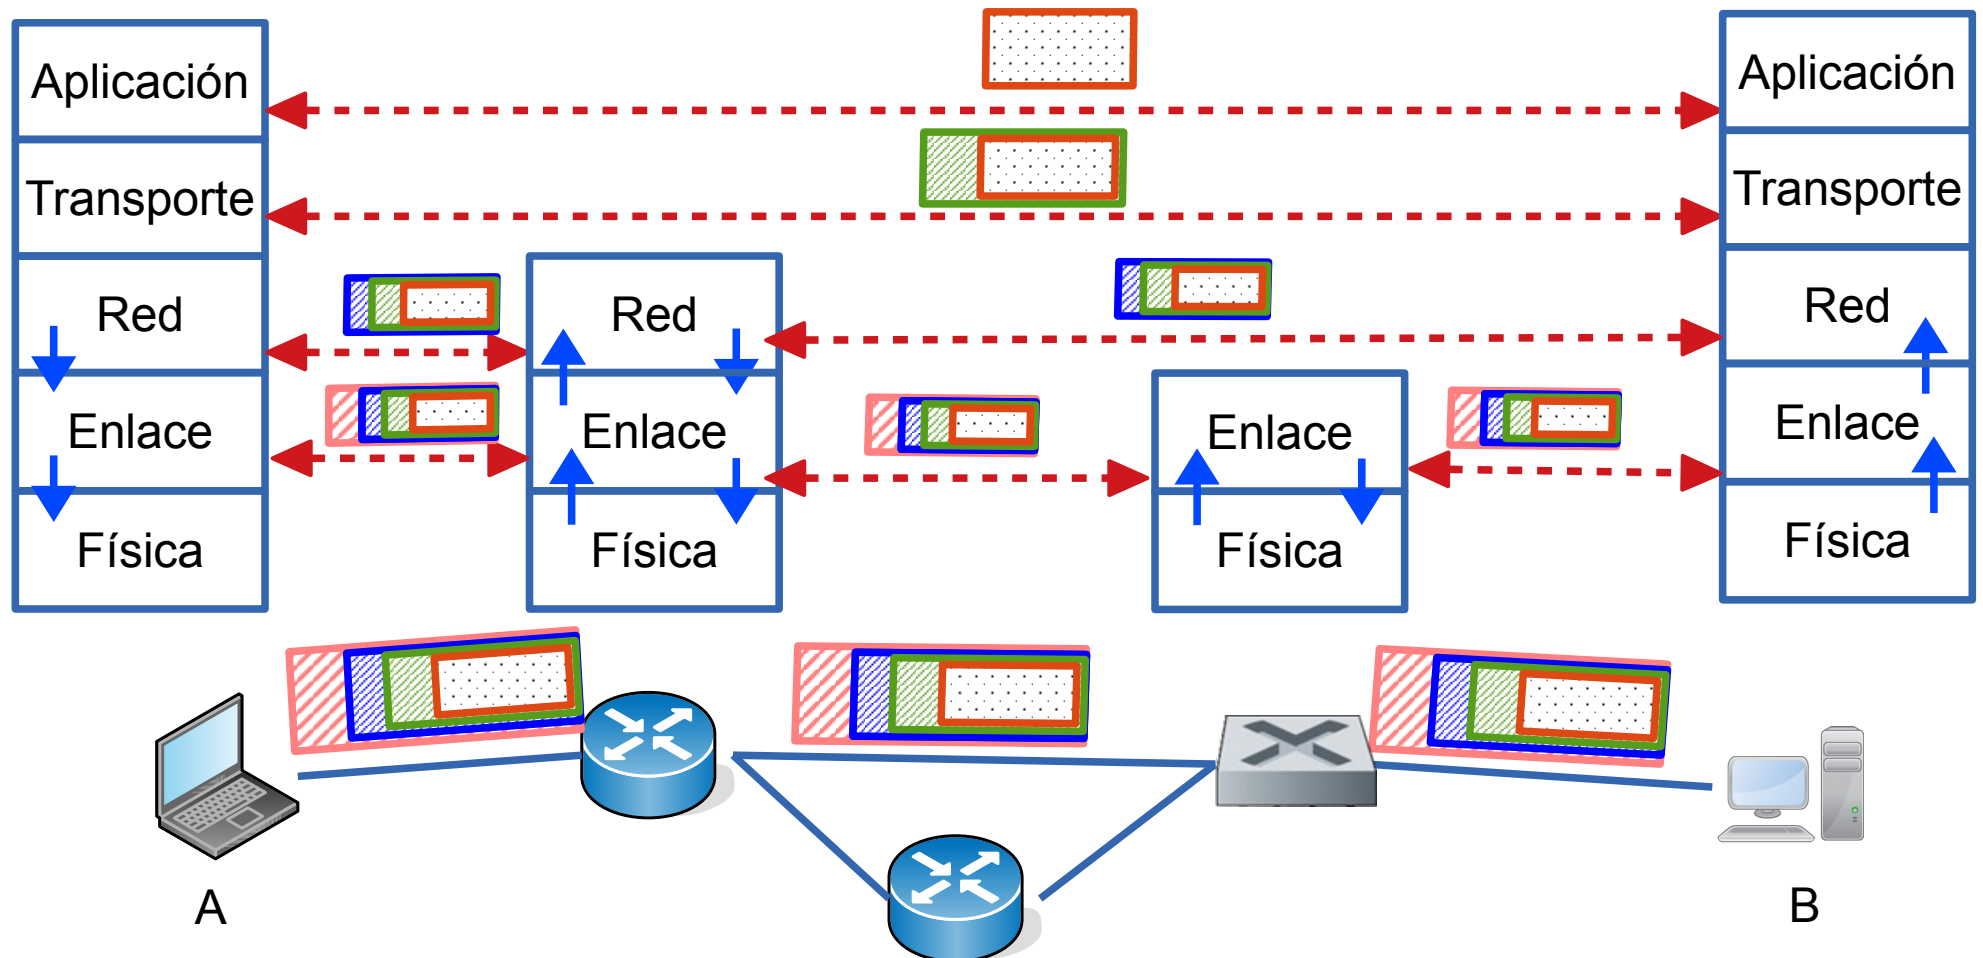 Aplicación
Transporte
Red
Enlace
Física
Red
Enlace
Física
Enlace
Física
Aplicación
Transporte
Red
Enlace
Física
A
B